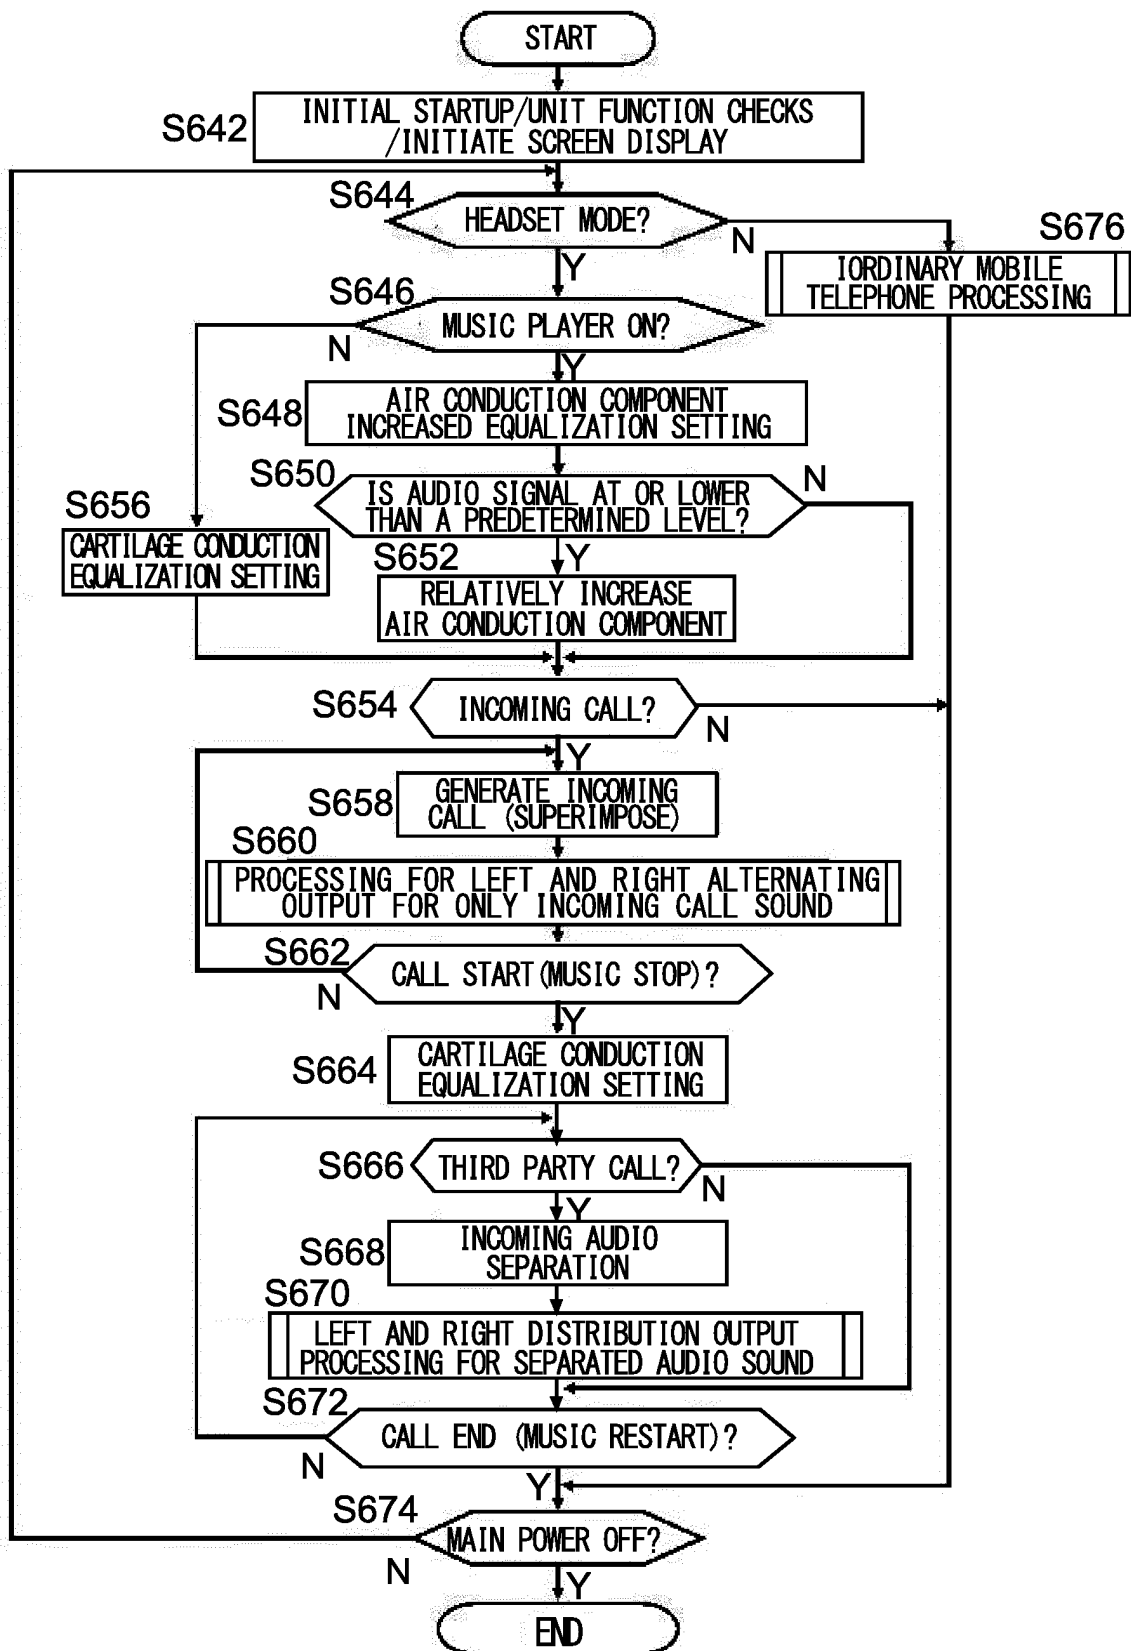 START
S642
INITIAL STARTUP/UNIT FUNCTION CHECKS
/INITIATE SCREEN DISPLAY
S644
HEADSET MODE?
N
S676
IORDINARY MOBILE
TELEPHONE PROCESSING
Y
S646
MUSIC PLAYER ON?
N
Y
S648
AIR CONDUCTION COMPONENT
INCREASED EQUALIZATION SETTING
S650
IS AUDIO SIGNAL AT OR LOWER
THAN A PREDETERMINED LEVEL?
N
Y
S656
CARTILAGE CONDUCTION
EQUALIZATION SETTING
S652
RELATIVELY INCREASE
AIR CONDUCTION COMPONENT
S654
INCOMING CALL?
N
Y
S658
GENERATE INCOMING
CALL (SUPERIMPOSE)
S660
PROCESSING FOR LEFT AND RIGHT ALTERNATING
OUTPUT FOR ONLY INCOMING CALL SOUND
S662
CALL START(MUSIC STOP)?
N
Y
S664
CARTILAGE CONDUCTION
EQUALIZATION SETTING
S666
THIRD PARTY CALL?
N
Y
S668
INCOMING AUDIO
SEPARATION
S670
LEFT AND RIGHT DISTRIBUTION OUTPUT
PROCESSING FOR SEPARATED AUDIO SOUND
S672
CALL END (MUSIC RESTART)?
N
Y
S674
MAIN POWER OFF?
N
Y
END